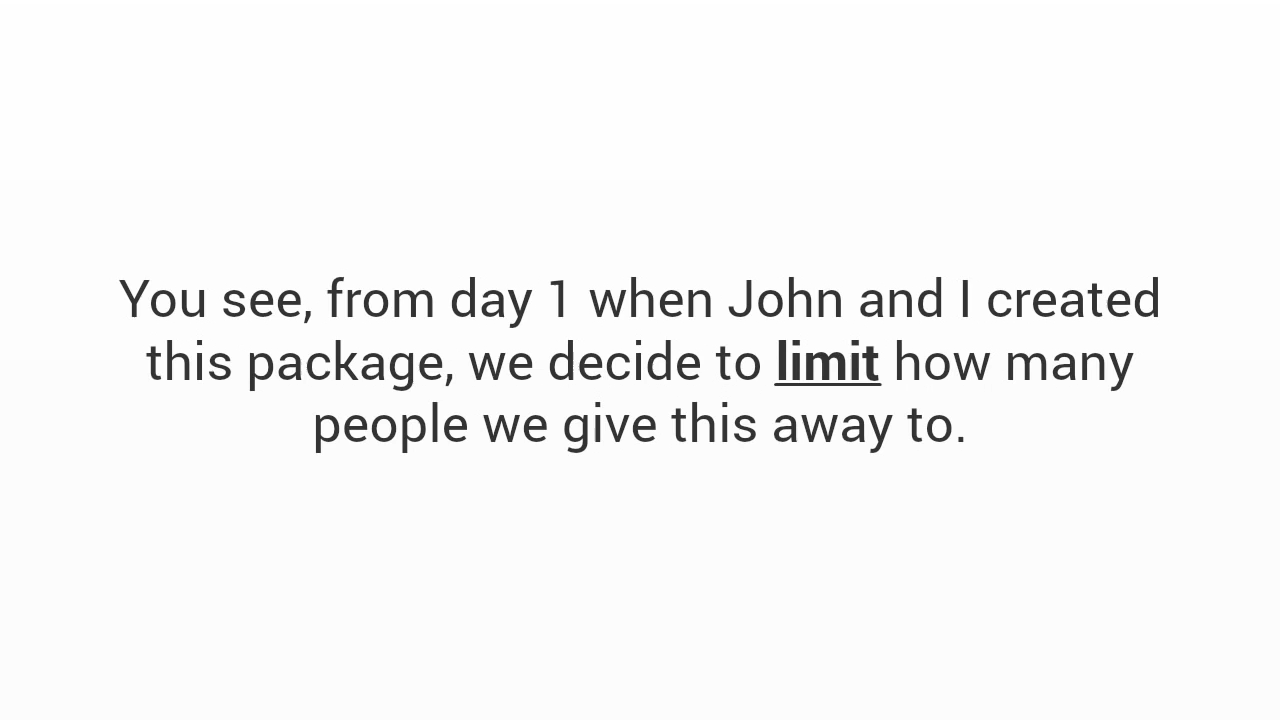 You see, from day 1 when John and I created
this package, we decide to limit how many
people we give this away to.